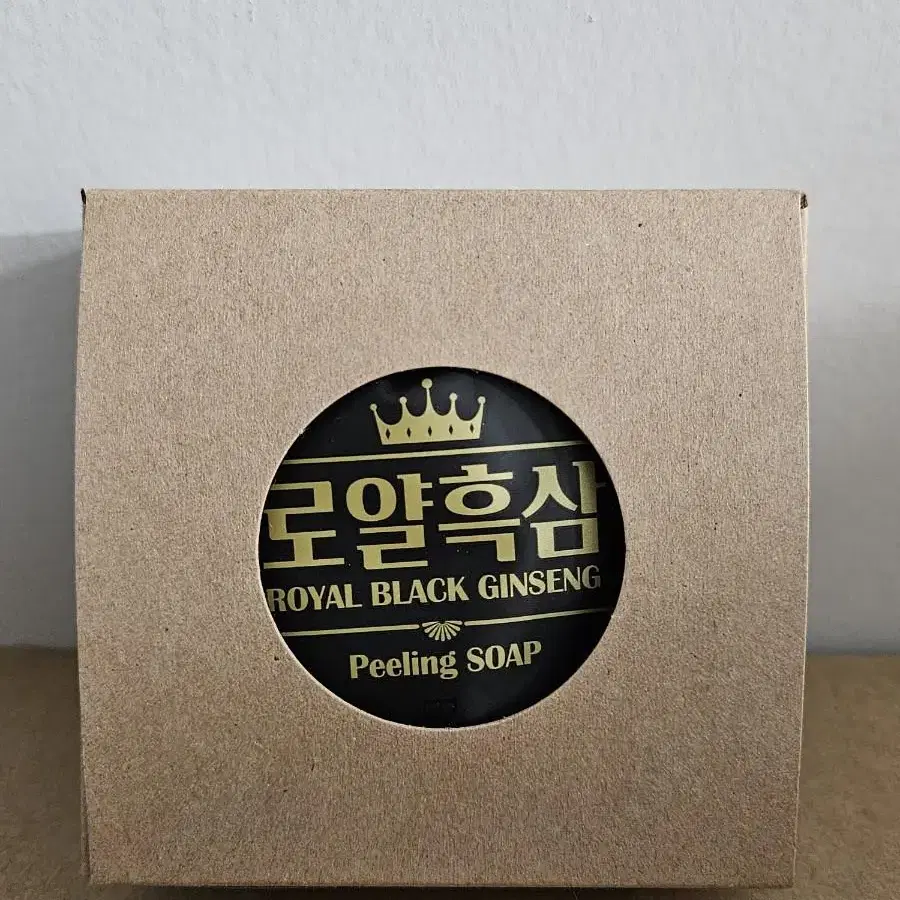 로얄흑삼
ROYAL BLACK GINSENG
Peeling SOAP